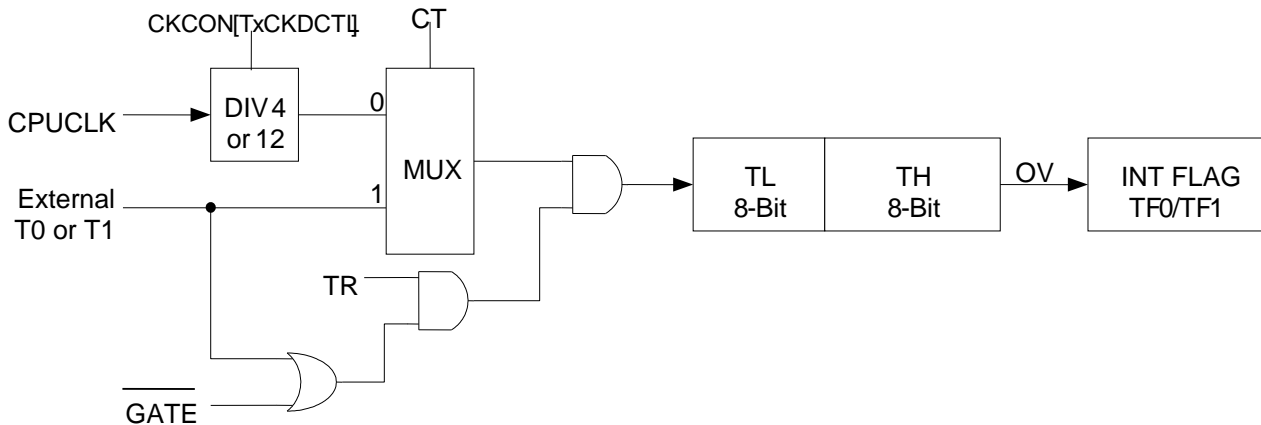 CKCON[TxCKDCTL]
CT
CPUCLK
DIV 4
or 12
0
MUX
1
External
T0 or T1
TL
8-Bit
TH
8-Bit
OV
INT FLAG
TF0/TF1
TR
GATE